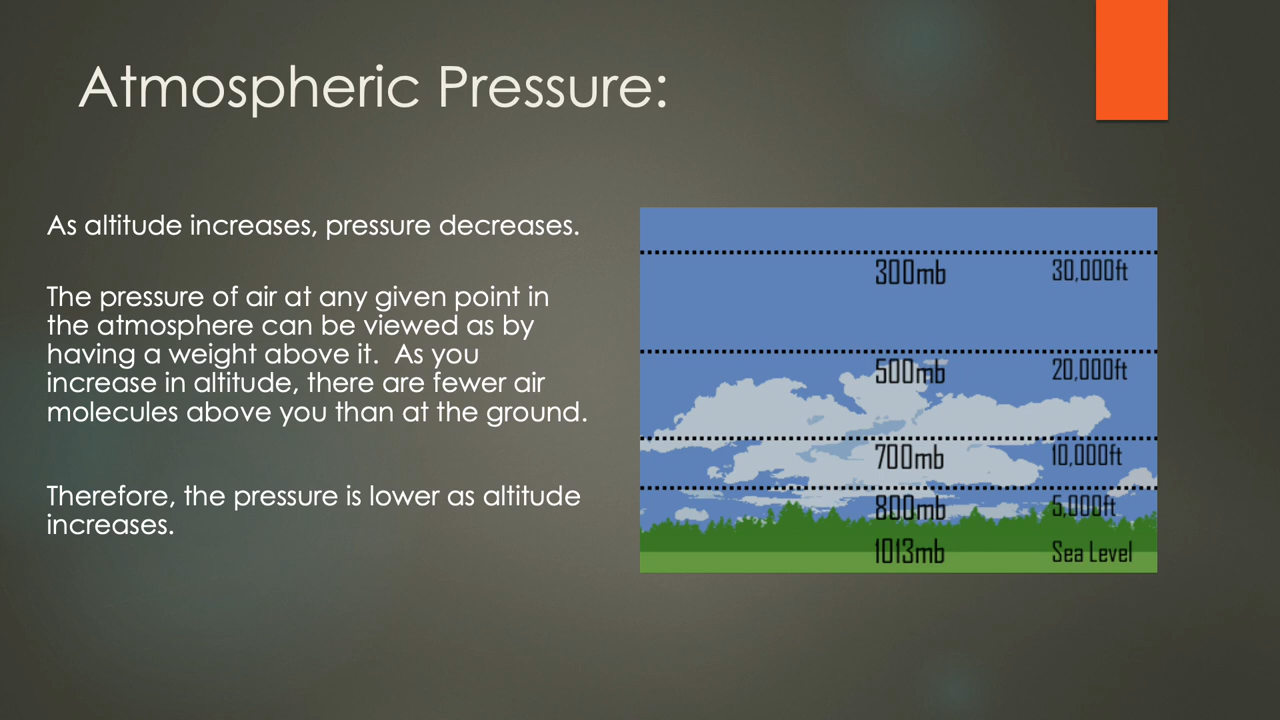 Atmospheric Pressure:
As altitude increases, pressure decreases.
The pressure of air at any given point in
the atmosphere can be viewed as by
having a weight above it.  As you
increase in altitude, there are fewer air
molecules above you than at the ground.
Therefore, the pressure is lower as altitude
increases.
300mb 30,000ft
500mb 20,000ft
700mb 10,000ft
800mb 5,000ft
1013mb Sea Level